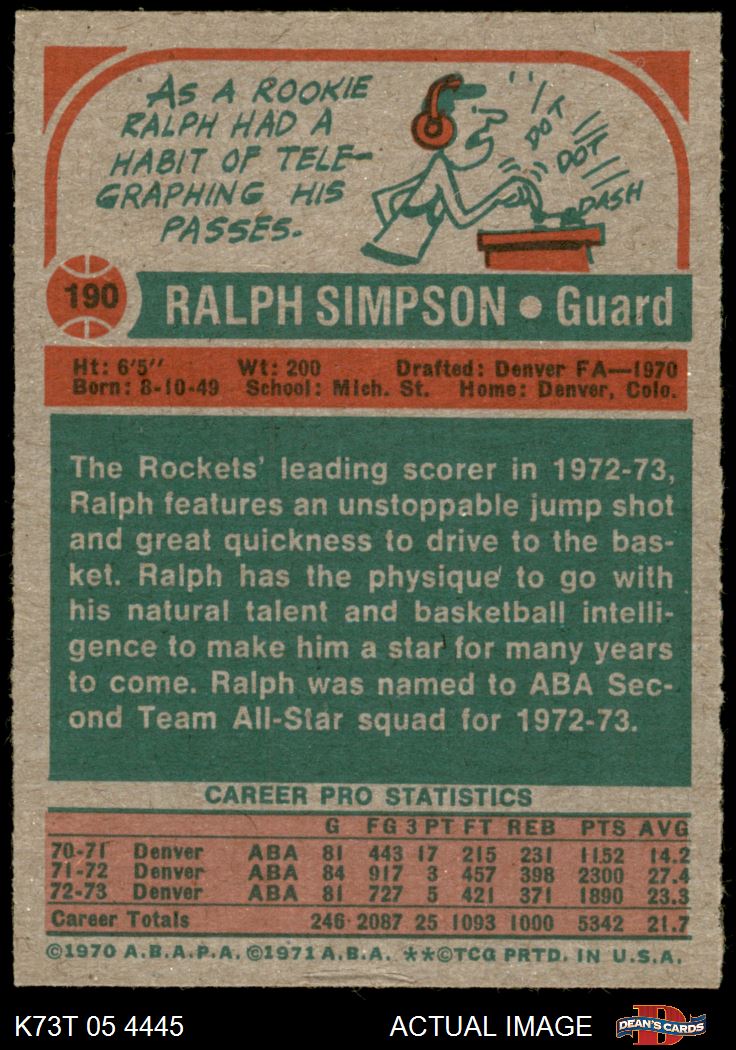 AS A ROOKIE
RALPH HAD A
HABIT OF TELE-
GRAPHING HIS
PASSES.
DOT
DOT
DASH
190
RALPH SIMPSON • Guard
Ht: 6'5'' Wt: 200 Drafted: Denver FA—1970
Born: 8-10-49 School: Mich. St. Home: Denver, Colo.
The Rockets' leading scorer in 1972-73,
Ralph features an unstoppable jump shot
and great quickness to drive to the bas-
ket. Ralph has the physique to go with
his natural talent and basketball intelli-
gence to make him a star for many years
to come. Ralph was named to ABA Sec-
ond Team All-Star squad for 1972-73.
CAREER PRO STATISTICS
G FG 3 PT FT REB PTS AVG
70-71 Denver ABA 81 443 17 215 231 1152 14.2
71-72 Denver ABA 84 917 3 457 398 2300 27.4
72-73 Denver ABA 81 727 5 421 371 1890 23.3
Career Totals 246 2087 25 1093 1000 5342 21.7
©1970 A.B.A.P.A. ©1971 A.B.A. **©TCG PRTD. IN U.S.A.
K73T 05 4445 ACTUAL IMAGE
D
DEAN'S CARDS